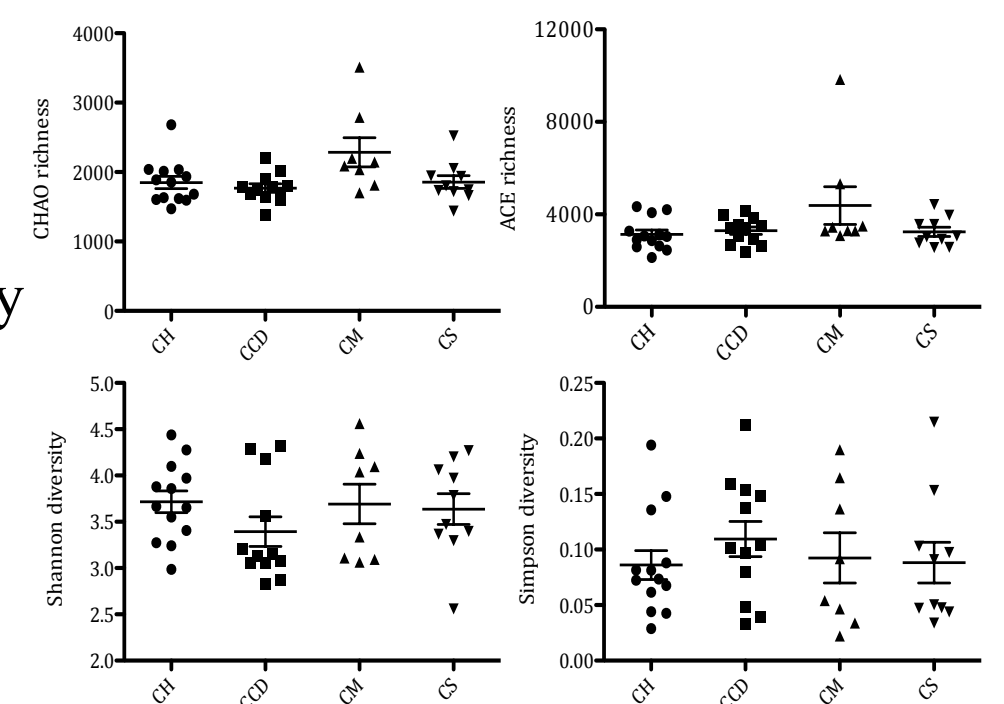 CHAO richness
4000
3000
2000
1000
0
CH
CCD
CM
CS
ACE richness
12000
8000
4000
0
CH
CCD
CM
CS
y
Shannon diversity
5.0
4.5
4.0
3.5
3.0
2.5
2.0
CH
CCD
CM
CS
Simpson diversity
0.25
0.20
0.15
0.10
0.05
0.00
CH
CCD
CM
CS